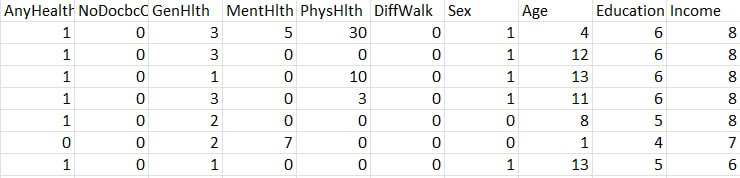 AnyHealth NoDocbcC GenHlth MentHlth PhysHlth DiffWalk Sex Age Education Income
1 0 3 5 30 0 1 4 6 8
1 0 3 0 0 0 1 12 6 8
1 0 1 0 10 0 1 13 6 8
1 0 3 0 3 0 1 11 6 8
1 0 2 0 0 0 0 8 5 8
0 0 2 7 0 0 0 1 4 7
1 0 1 0 0 0 1 13 5 6